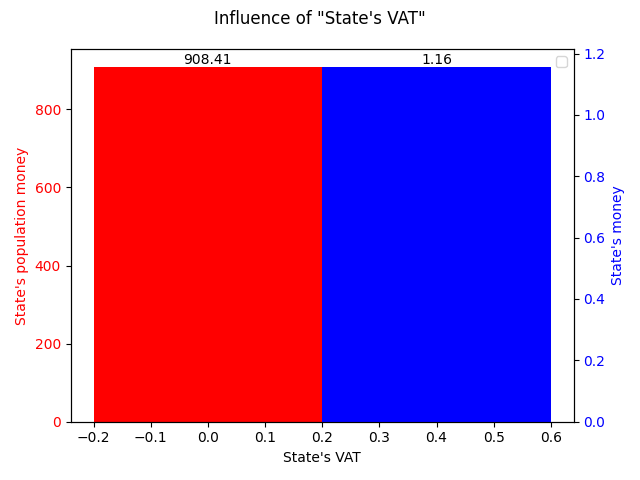 Influence of "State's VAT"
908.41
1.16
800
600
400
200
0
State's population money
1.2
1.0
0.8
0.6
0.4
0.2
0.0
State's money
−0.2 −0.1 0.0 0.1 0.2 0.3 0.4 0.5 0.6
State's VAT